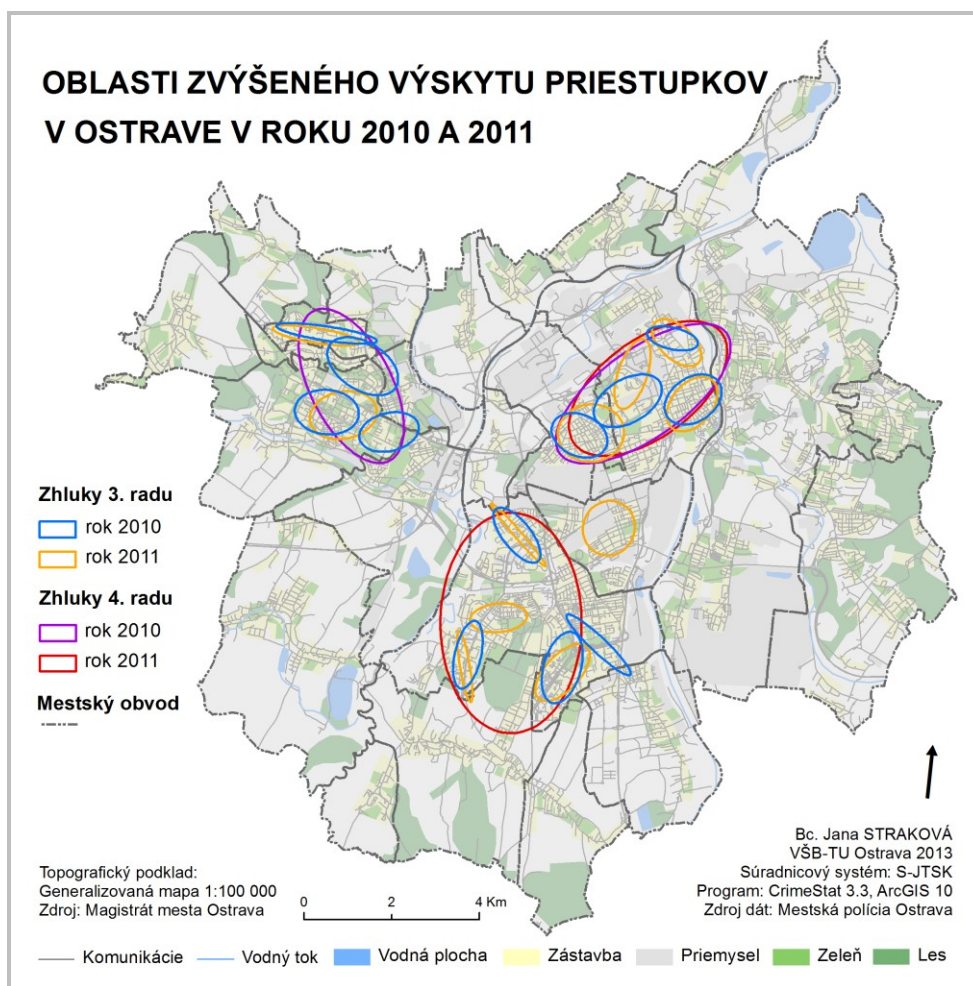 OBLASTI ZVÝŠENÉHO VÝSKYTU PRIESTUPKOV
V OSTRAVE V ROKU 2010 A 2011
Zhluky 3. radu
rok 2010
rok 2011
Zhluky 4. radu
rok 2010
rok 2011
Mestský obvod
Topografický podklad:
Generalizovaná mapa 1:100 000
Zdroj: Magistrát mesta Ostrava
0 2 4 Km
Bc. Jana STRAKOVÁ
VŠB-TU Ostrava 2013
Súradnicový systém: S-JTSK
Program: CrimeStat 3.3, ArcGIS 10
Zdroj dát: Mestská polícia Ostrava
Komunikácie Vodný tok Vodná plocha Zástavba Priemysel Zeleň Les